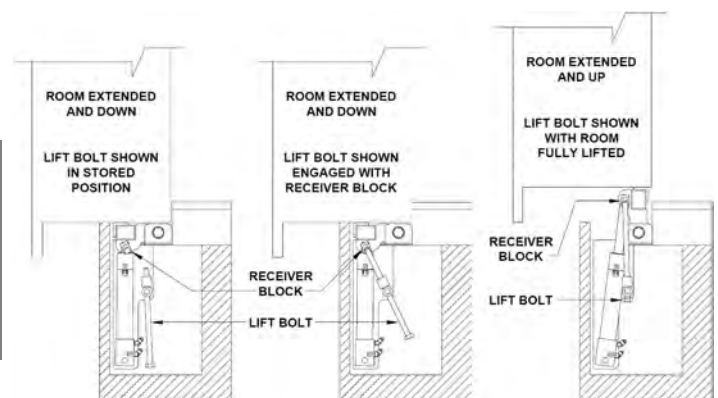 ROOM EXTENDED
AND DOWN
LIFT BOLT SHOWN
IN STORED
POSITION
ROOM EXTENDED
AND DOWN
LIFT BOLT SHOWN
ENGAGED WITH
RECEIVER BLOCK
ROOM EXTENDED
AND UP
LIFT BOLT SHOWN
WITH ROOM
FULLY LIFTED
RECEIVER
BLOCK
LIFT BOLT
RECEIVER
BLOCK
LIFT BOLT